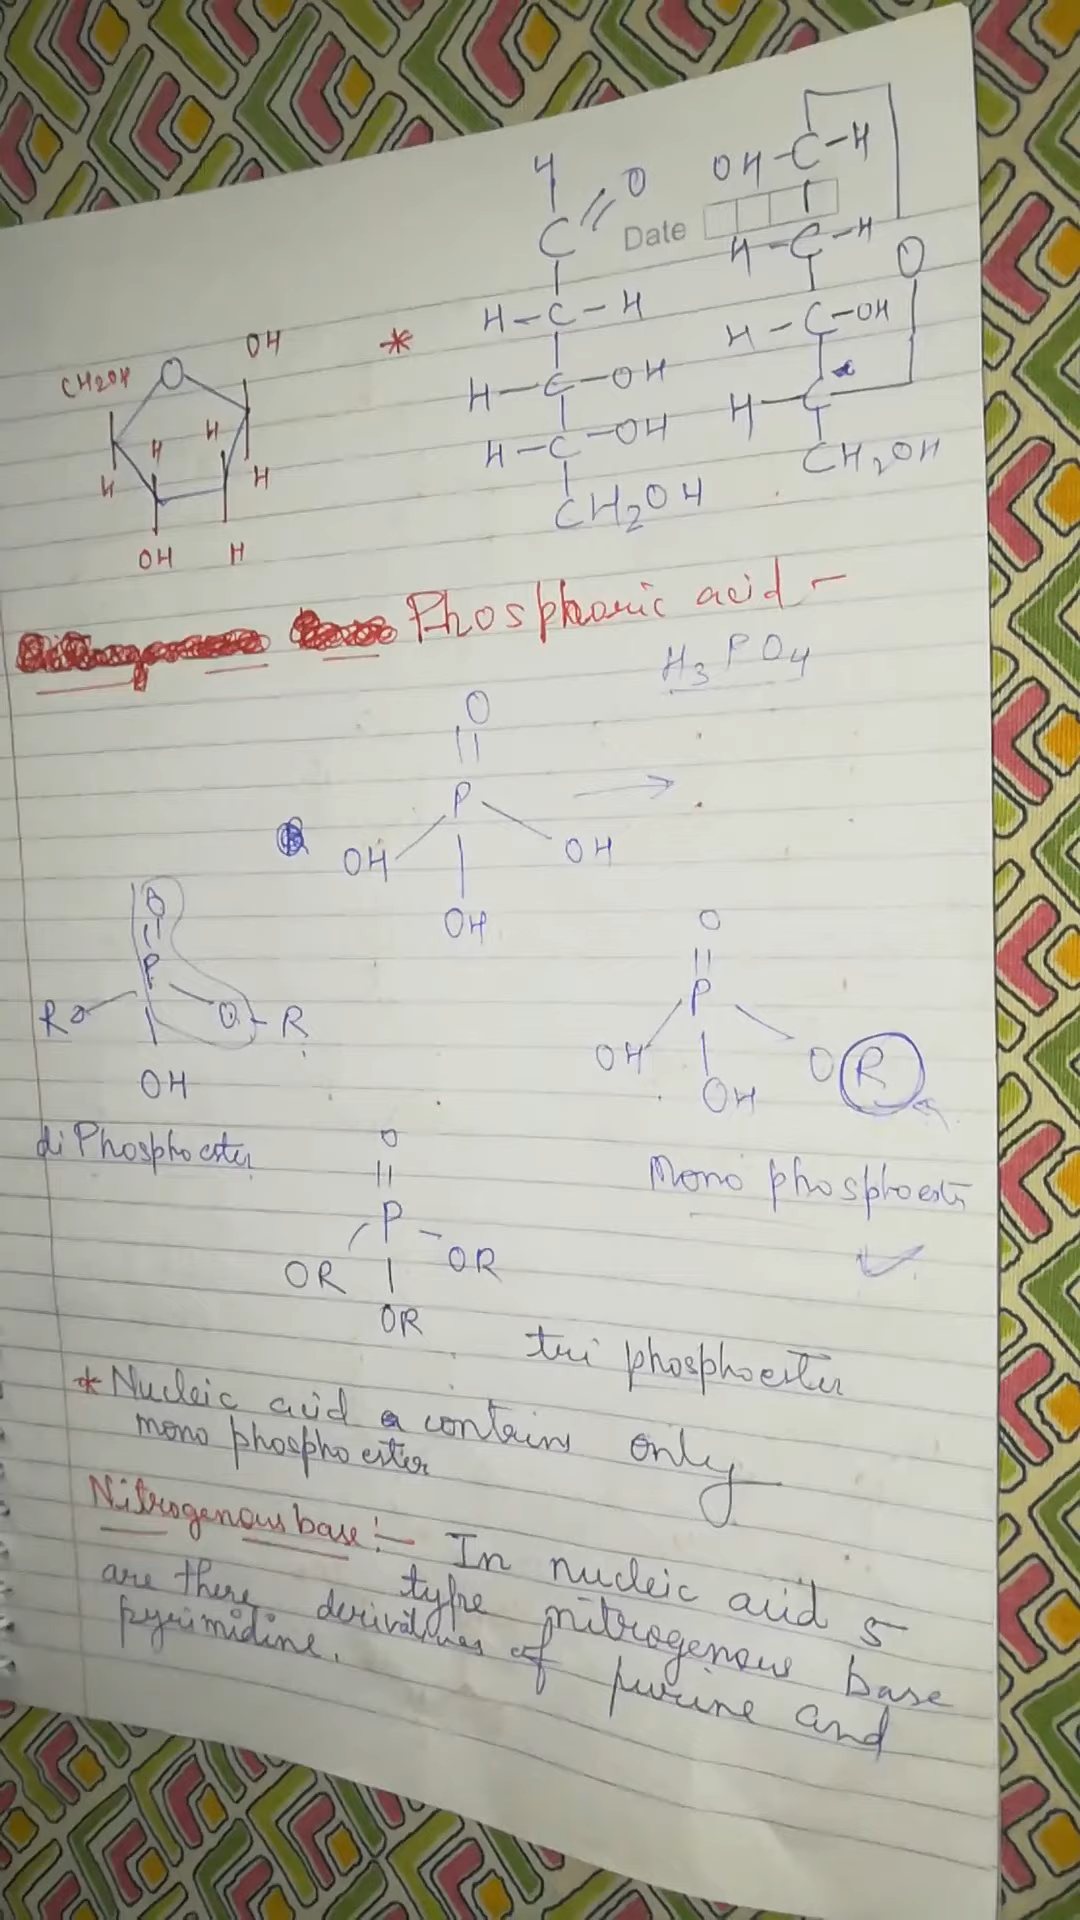 H
C
O
H-C-H
H-C-OH
H-C-OH
CH2OH
Date
OH-C-H
H-C-H
H-C-OH
O
H-C
CH2OH
*
CH2OH
O
OH
H
H
H
H
OH
H
Phosphoric acid -
H3PO4
O
P
OH
OH
OH
O
P
RO
O-R
OH
di Phosphoester
O
P
OH
OH
OR
Mono phosphoester
O
P
OR
OR
OR
tri phosphoester
* Nucleic acid contains only
mono phosphoester
Nitrogenous base :- In nucleic acid 5
type nitrogenous base
are there derivatives of purine and
pyrimidine.